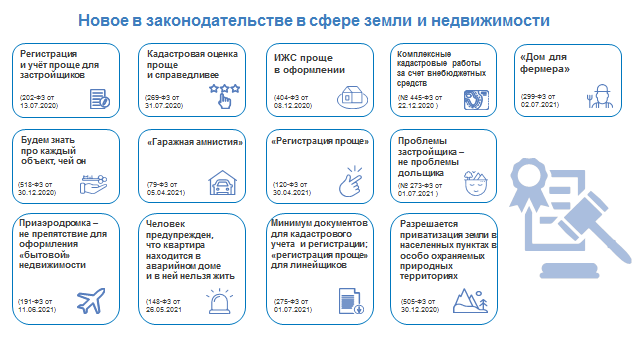 Новое в законодательстве в сфере земли и недвижимости
Регистрация
и учёт проще для
застройщиков
(202-ФЗ от
13.07.2020)
Кадастровая оценка
проще
и справедливее
(269-ФЗ от
31.07.2020)
ИЖС проще
в оформлении
(404-ФЗ от
08.12.2020)
Комплексные
кадастровые работы
за счет внебюджетных
средств
(№ 445-ФЗ от
22.12.2020 )
«Дом для
фермера»
(299-ФЗ от
02.07.2021)
Будем знать
про каждый
объект, чей он
(518-ФЗ от
30.12.2020)
«Гаражная амнистия»
(79-ФЗ от
05.04.2021)
«Регистрация проще»
(120-ФЗ от
30.04.2021)
Проблемы
застройщика –
не проблемы
дольщика
(№ 273-ФЗ от
01.07.2021 )
Приаэродромка –
не препятствие для
оформления
«бытовой»
недвижимости
(191-ФЗ от
11.06.2021)
Человек
предупрежден,
что квартира
находится в
аварийном доме
и в ней нельзя жить
(148-ФЗ от
26.05.2021
Минимум документов
для кадастрового
учета и регистрации;
«регистрация проще»
для линейщиков
(275-ФЗ от
01.07.2021)
Разрешается
приватизация земли в
населенных пунктах в
особо охраняемых
природных
территориях
(505-ФЗ от
30.12.2020)